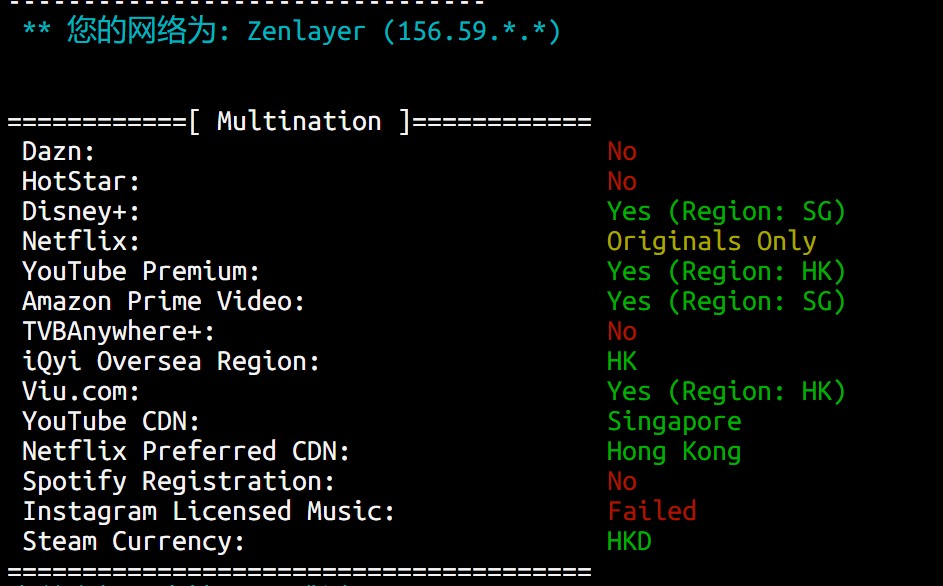 --------------------------------
** 您的网络为: Zenlayer (156.59.*.*)
============[ Multination ]============
Dazn: No
HotStar: No
Disney+: Yes (Region: SG)
Netflix: Originals Only
YouTube Premium: Yes (Region: HK)
Amazon Prime Video: Yes (Region: SG)
TVBAnywhere+: No
iQyi Oversea Region: HK
Viu.com: Yes (Region: HK)
YouTube CDN: Singapore
Netflix Preferred CDN: Hong Kong
Spotify Registration: No
Instagram Licensed Music: Failed
Steam Currency: HKD
=======================================